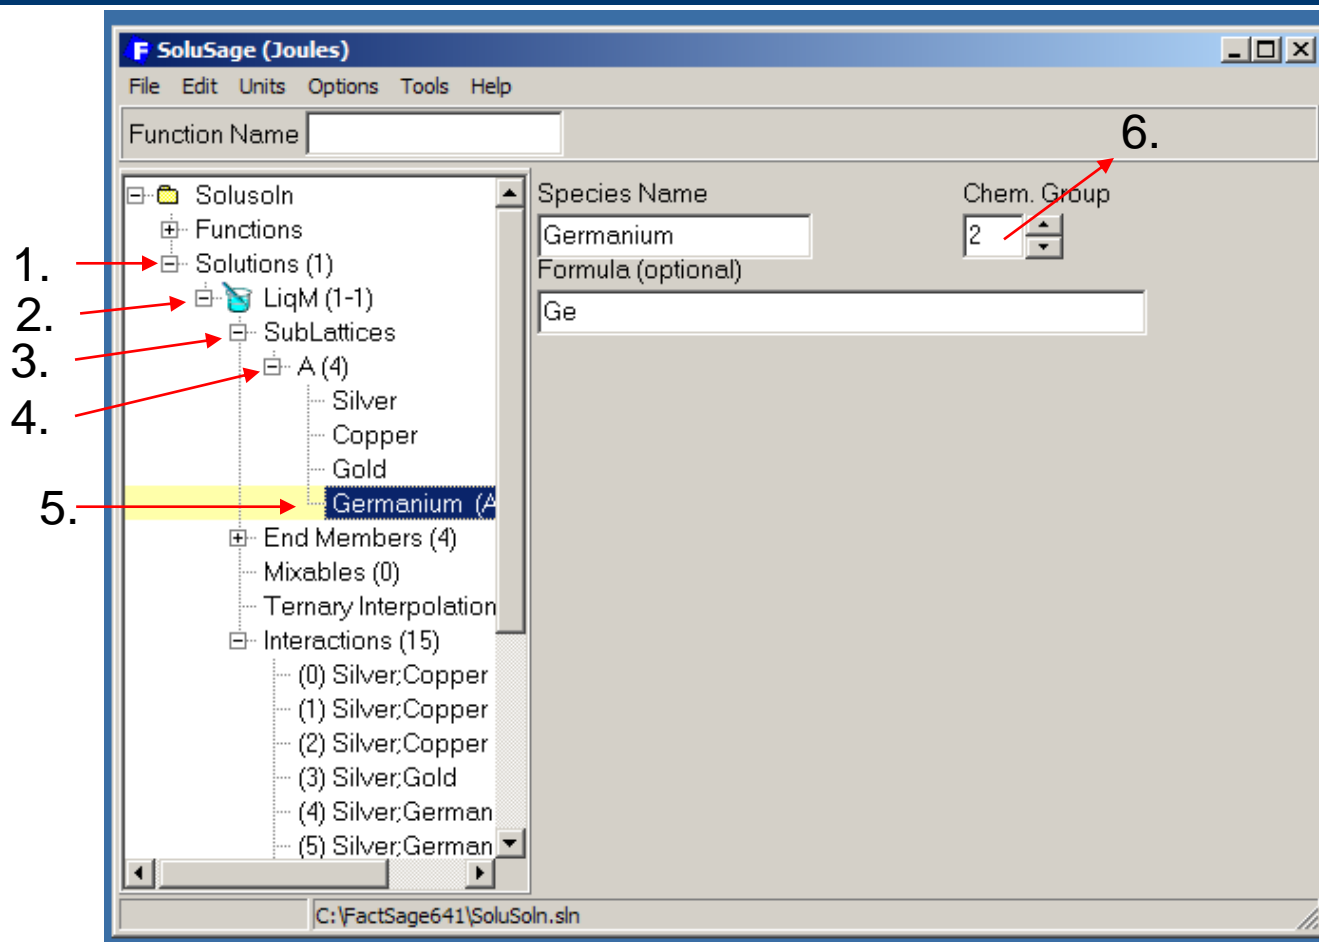 SoluSage (Joules)
File Edit Units Options Tools Help
Function Name
6.
Solusoln
Functions
1. Solutions (1)
2. LiqM (1-1)
3. SubLattices
4. A (4)
Silver
Copper
Gold
5. Germanium (A
End Members (4)
Mixables (0)
Ternary Interpolation
Interactions (15)
(0) Silver;Copper
(1) Silver;Copper
(2) Silver;Copper
(3) Silver;Gold
(4) Silver;German
(5) Silver;German
Species Name Chem. Group
Germanium 2
Formula (optional)
Ge
C:\FactSage641\SoluSoln.sln